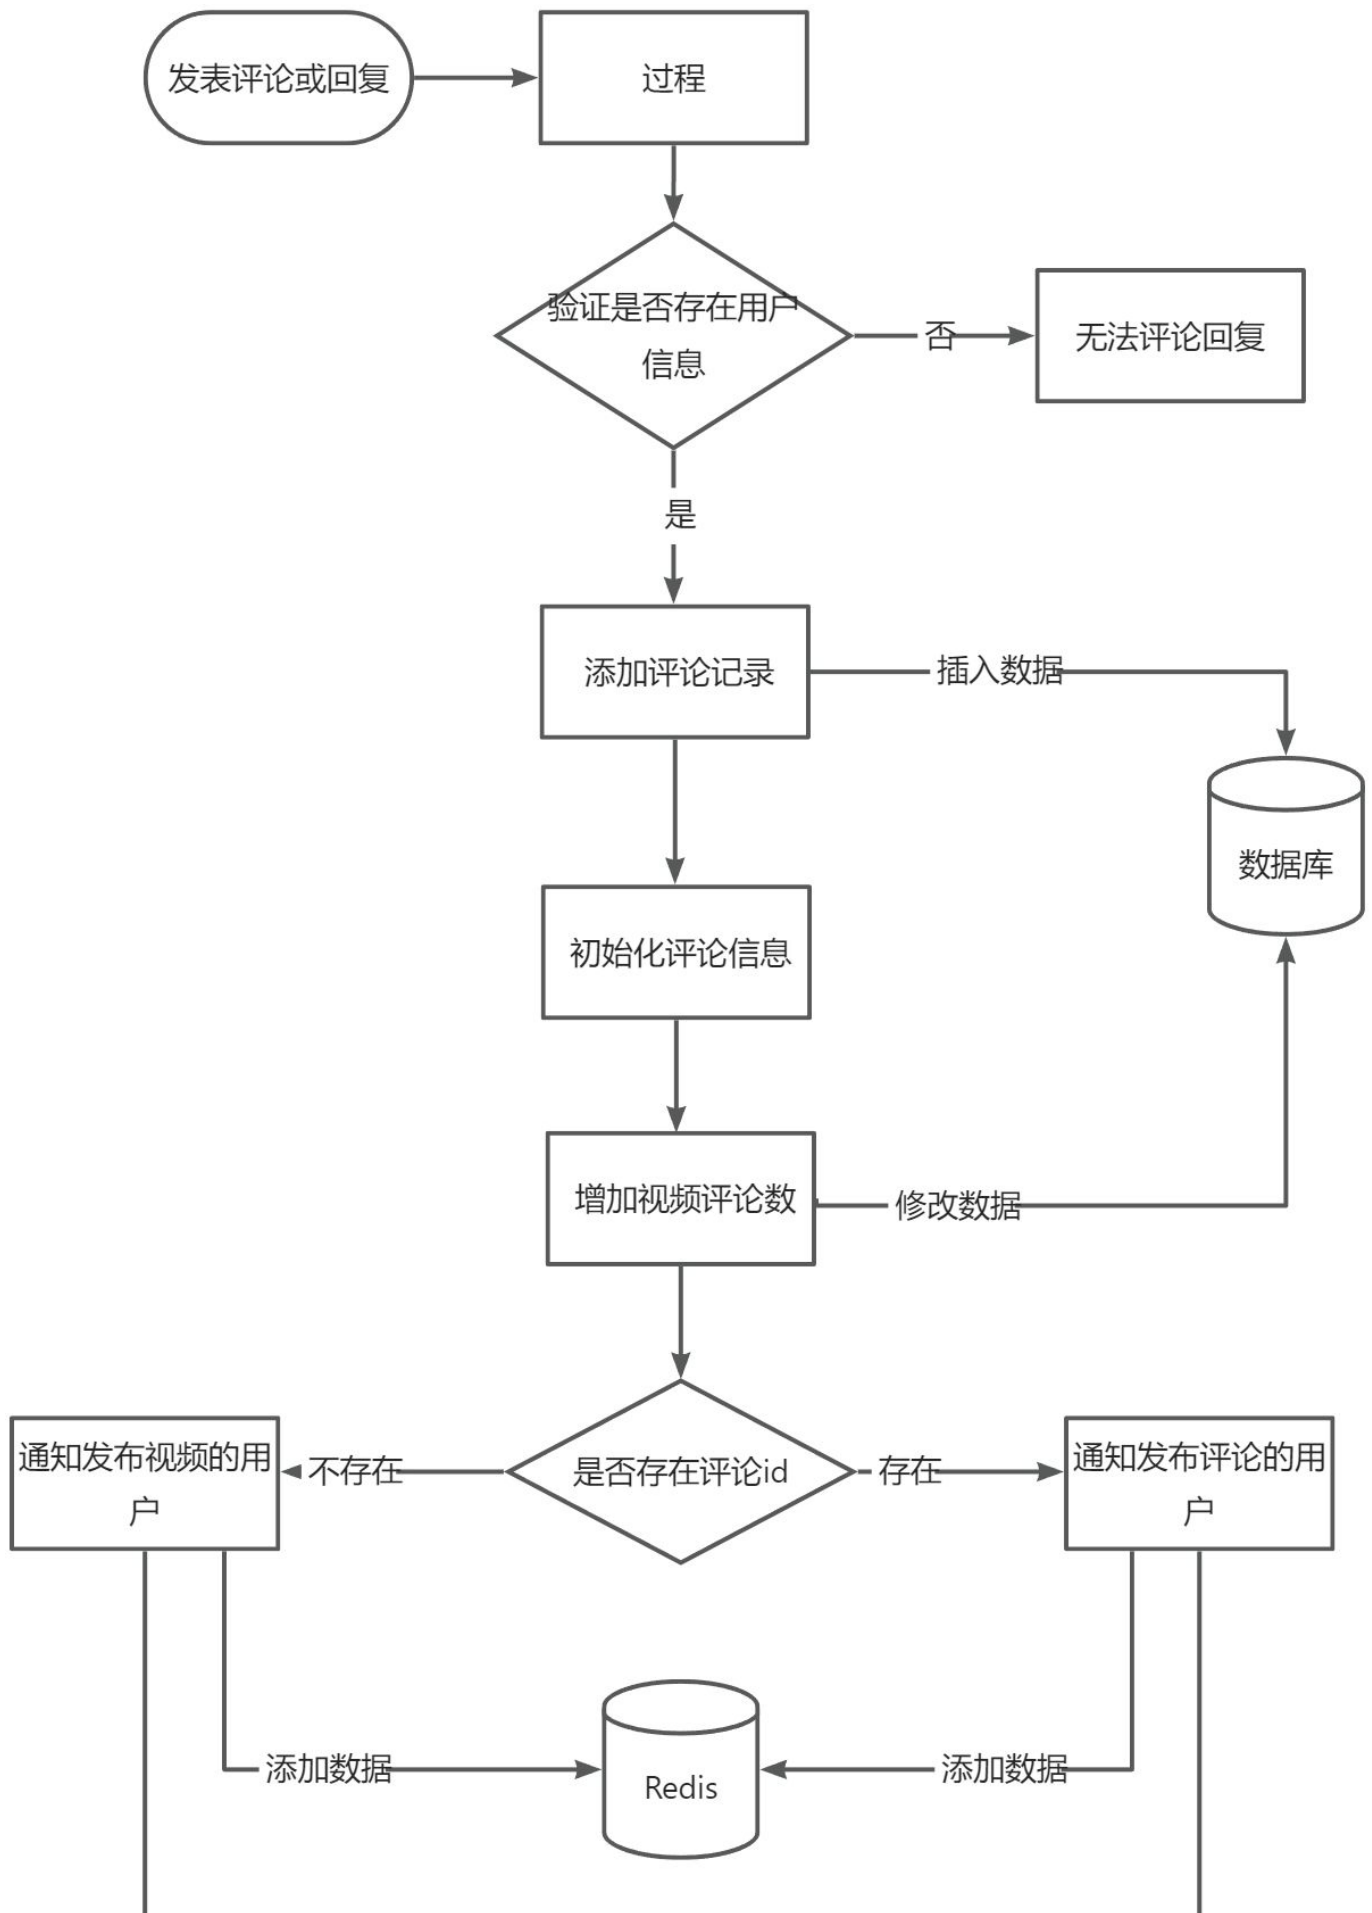 发表评论或回复
过程
验证是否存在用户
信息
否
无法评论回复
是
添加评论记录
插入数据
数据库
初始化评论信息
增加视频评论数
修改数据
通知发布视频的用
户
不存在
是否存在评论id
存在
通知发布评论的用
户
添加数据
Redis
添加数据